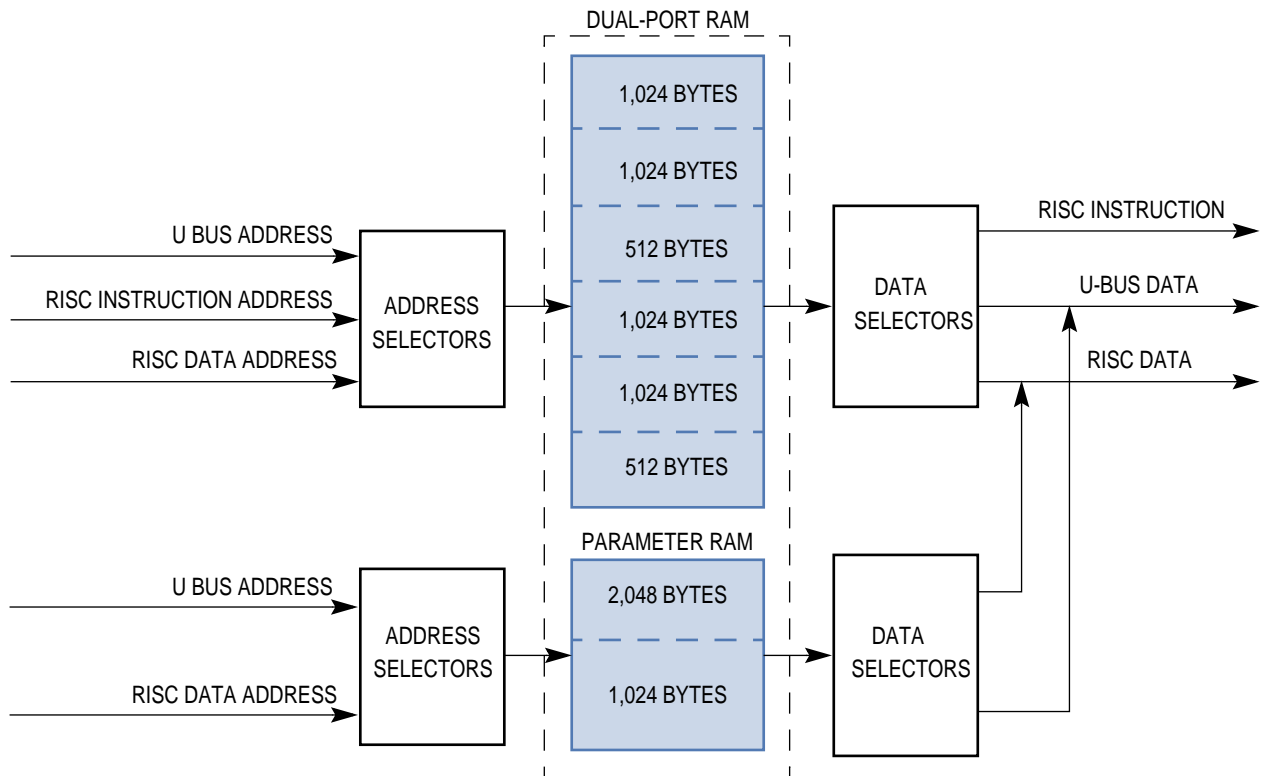 DUAL-PORT RAM
1,024 BYTES
1,024 BYTES
512 BYTES
1,024 BYTES
1,024 BYTES
512 BYTES
U BUS ADDRESS
RISC INSTRUCTION ADDRESS
RISC DATA ADDRESS
ADDRESS
SELECTORS
DATA
SELECTORS
RISC INSTRUCTION
U-BUS DATA
RISC DATA
PARAMETER RAM
2,048 BYTES
1,024 BYTES
U BUS ADDRESS
RISC DATA ADDRESS
ADDRESS
SELECTORS
DATA
SELECTORS